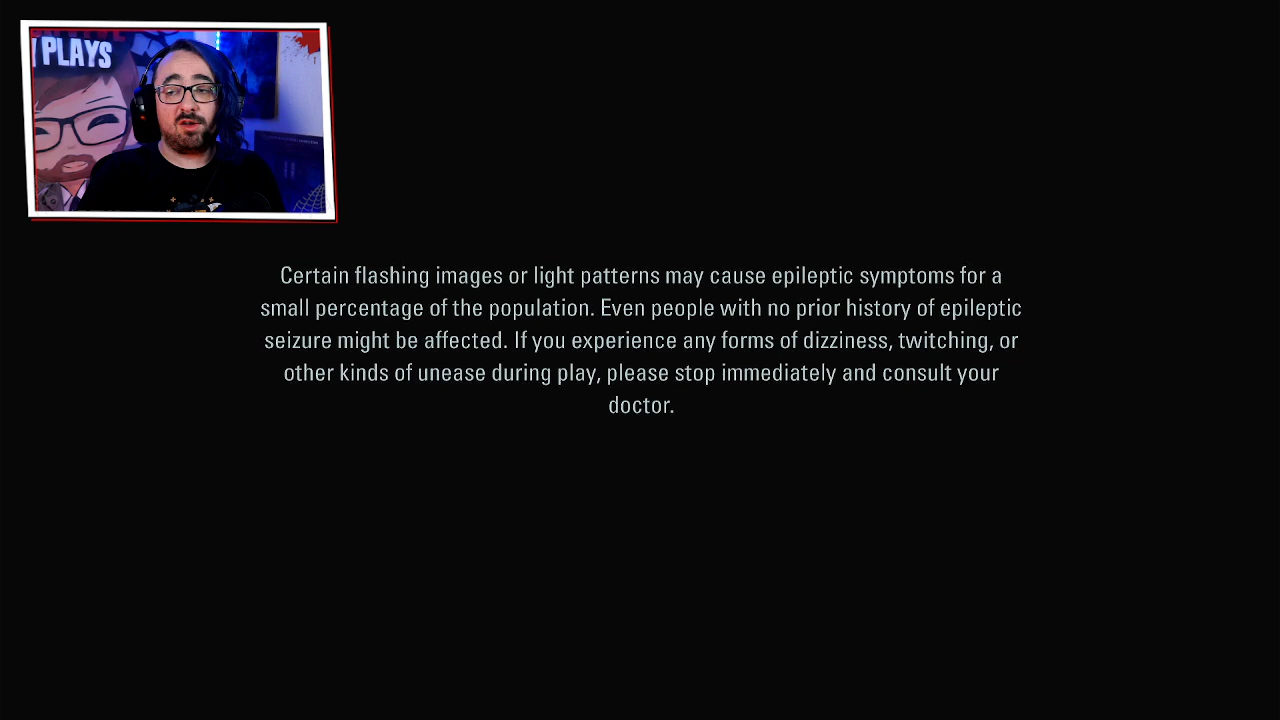 PLAYS
Certain flashing images or light patterns may cause epileptic symptoms for a
small percentage of the population. Even people with no prior history of epileptic
seizure might be affected. If you experience any forms of dizziness, twitching, or
other kinds of unease during play, please stop immediately and consult your
doctor.